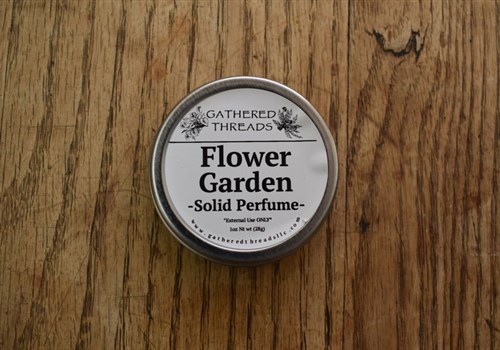 GATHERED
THREADS
Flower
Garden
-Solid Perfume-
"External Use ONLY"
1oz Nt wt (28g)
www.gatheredthreadsllc.com